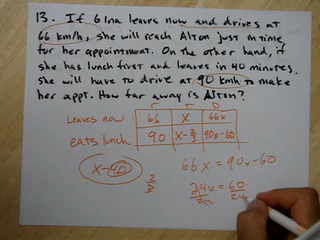 13. If Gina leaves now and drives at
66 km/h, she will reach Alton just in time
for her appointment. On the other hand, if
she has lunch first and leaves in 40 minutes,
she will have to drive at 90 kmh to make
her appt. How far away is Alton?
r T D
leaves now: 66 x 66x
eats lunch 90 x-2/3 90x-60
x-40 2/3
66x = 90x-60
24x = 60
24 24